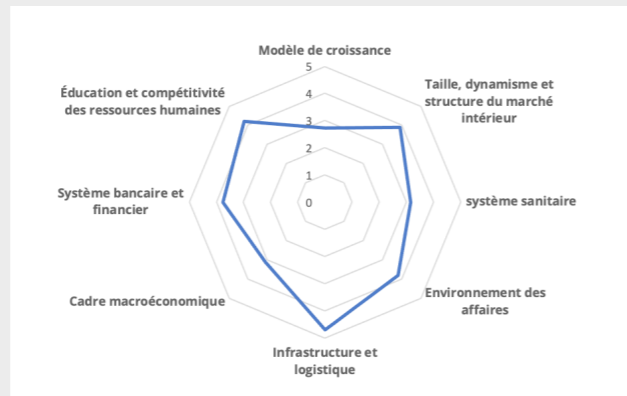 Modèle de croissance
5
Taille, dynamisme et
structure du marché
intérieur
Éducation et compétitivité
des ressources humaines
4
3
2
1
0
Système bancaire et
financier
système sanitaire
Cadre macroéconomique
Environnement des
affaires
Infrastructure et
logistique